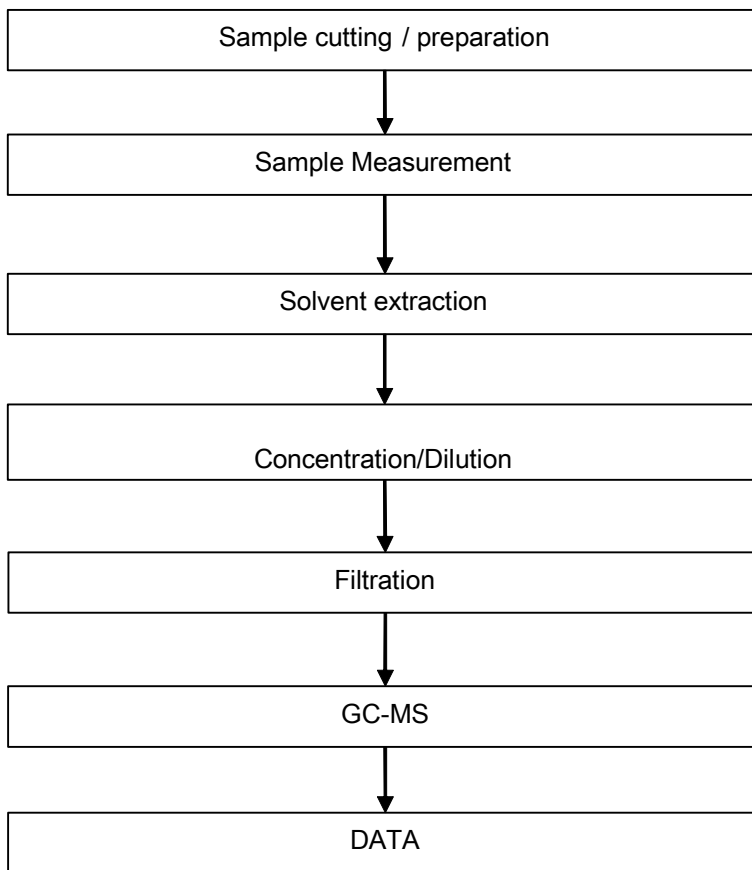 Sample cutting / preparation
Sample Measurement
Solvent extraction
Concentration/Dilution
Filtration
GC-MS
DATA